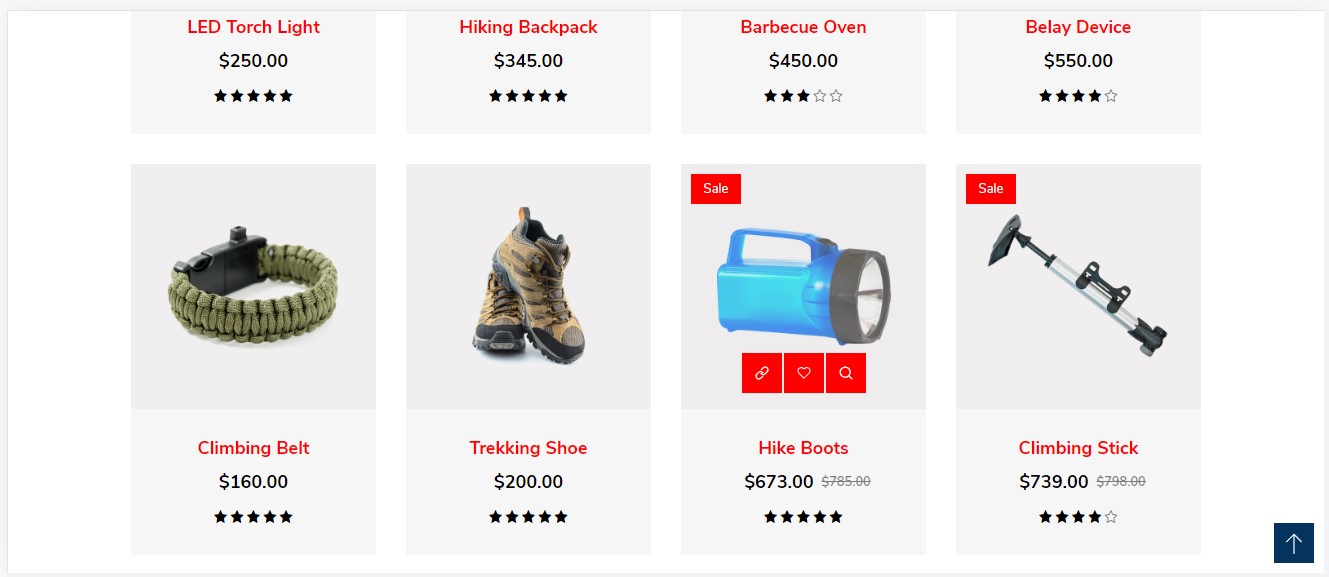 LED Torch Light
Hiking Backpack
Barbecue Oven
Belay Device
$250.00
$345.00
$450.00
$550.00
Sale
Sale
Climbing Belt
Trekking Shoe
Hike Boots
Climbing Stick
$160.00
$200.00
$673.00 $785.00
$739.00 $798.00